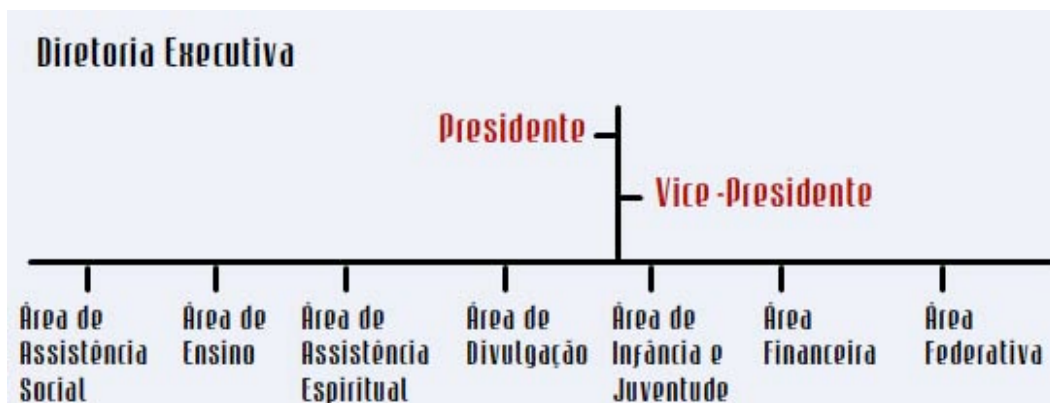 Diretoria Executiva
Presidente
Vice -Presidente
Área de
Assistência
Social
Área de
Ensino
Área de
Assistência
Espiritual
Área de
Divulgação
Área de
Infância e
Juventude
Área
Financeira
Área
Federativa